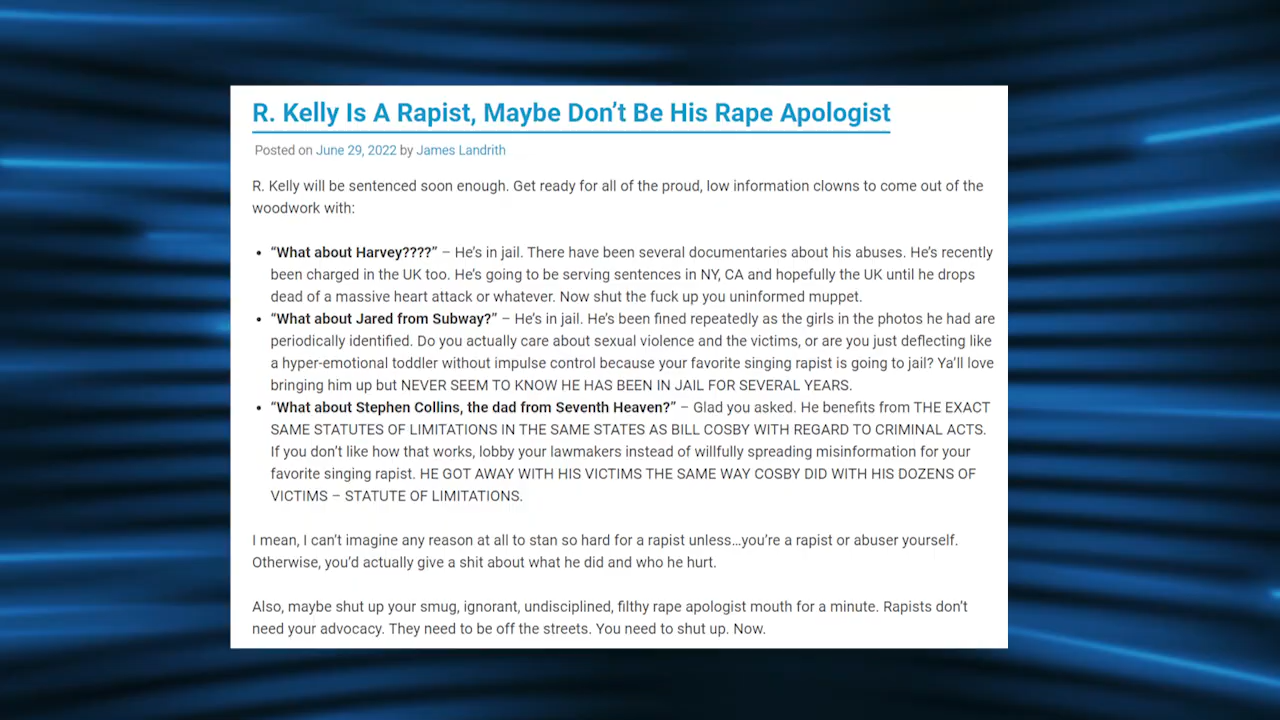 R. Kelly Is A Rapist, Maybe Don’t Be His Rape Apologist
Posted on June 29, 2022 by James Landrith
R. Kelly will be sentenced soon enough. Get ready for all of the proud, low information clowns to come out of the
woodwork with:
• “What about Harvey????” – He’s in jail. There have been several documentaries about his abuses. He’s recently
been charged in the UK too. He’s going to be serving sentences in NY, CA and hopefully the UK until he drops
dead of a massive heart attack or whatever. Now shut the fuck up you uninformed muppet.
• “What about Jared from Subway?” – He’s in jail. He’s been fined repeatedly as the girls in the photos he had are
periodically identified. Do you actually care about sexual violence and the victims, or are you just deflecting like
a hyper-emotional toddler without impulse control because your favorite singing rapist is going to jail? Ya’ll love
bringing him up but NEVER SEEM TO KNOW HE HAS BEEN IN JAIL FOR SEVERAL YEARS.
• “What about Stephen Collins, the dad from Seventh Heaven?” – Glad you asked. He benefits from THE EXACT
SAME STATUTES OF LIMITATIONS IN THE SAME STATES AS BILL COSBY WITH REGARD TO CRIMINAL ACTS.
If you don’t like how that works, lobby your lawmakers instead of willfully spreading misinformation for your
favorite singing rapist. HE GOT AWAY WITH HIS VICTIMS THE SAME WAY COSBY DID WITH HIS DOZENS OF
VICTIMS – STATUTE OF LIMITATIONS.
I mean, I can’t imagine any reason at all to stan so hard for a rapist unless…you’re a rapist or abuser yourself.
Otherwise, you’d actually give a shit about what he did and who he hurt.
Also, maybe shut up your smug, ignorant, undisciplined, filthy rape apologist mouth for a minute. Rapists don’t
need your advocacy. They need to be off the streets. You need to shut up. Now.